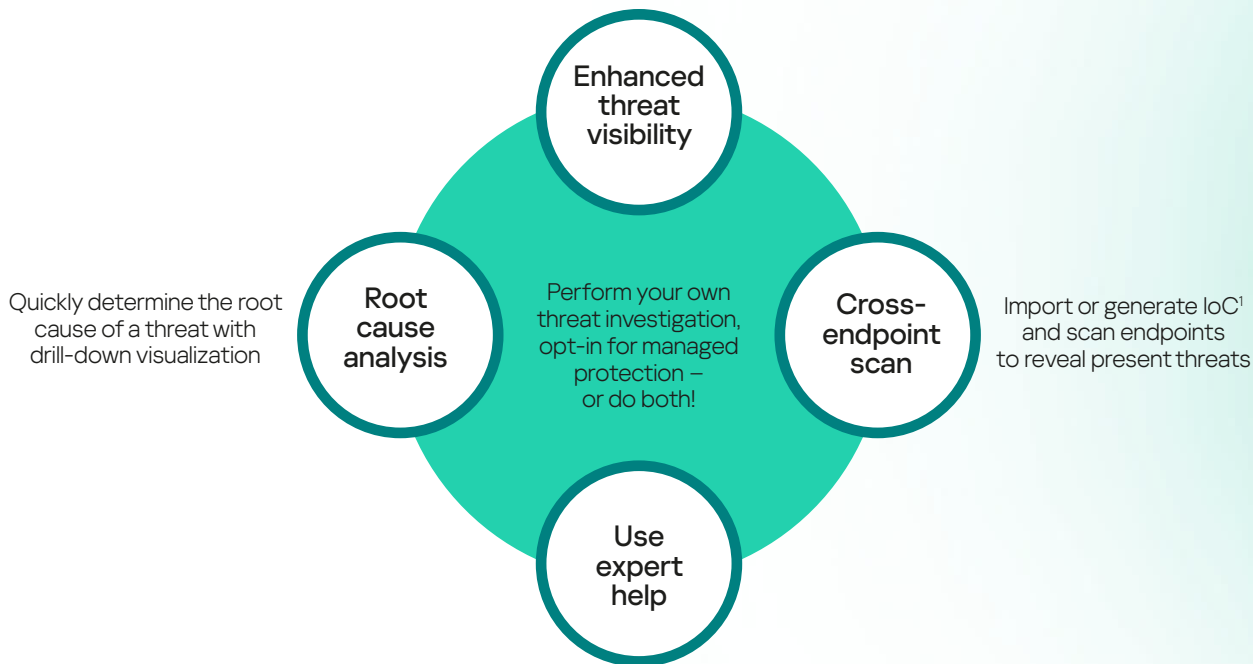 Enhanced
threat
visibility
Quickly determine the root
cause of a threat with
drill-down visualization
Root
cause
analysis
Perform your own
threat investigation,
opt-in for managed
protection –
or do both!
Cross-
endpoint
scan
Import or generate IoC¹
and scan endpoints
to reveal present threats
Use
expert
help